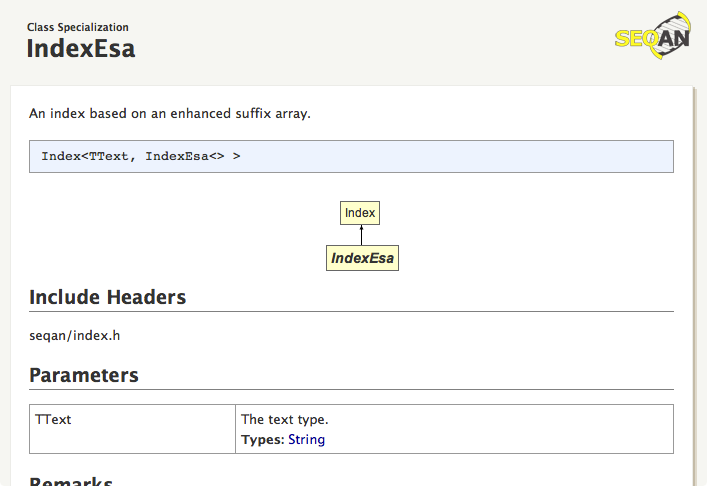 Class Specialization
IndexEsa
SEQAN
An index based on an enhanced suffix array.
Index<TText, IndexEsa<> >
Index
IndexEsa
Include Headers
seqan/index.h
Parameters
TText
The text type.
Types: String
Remarks